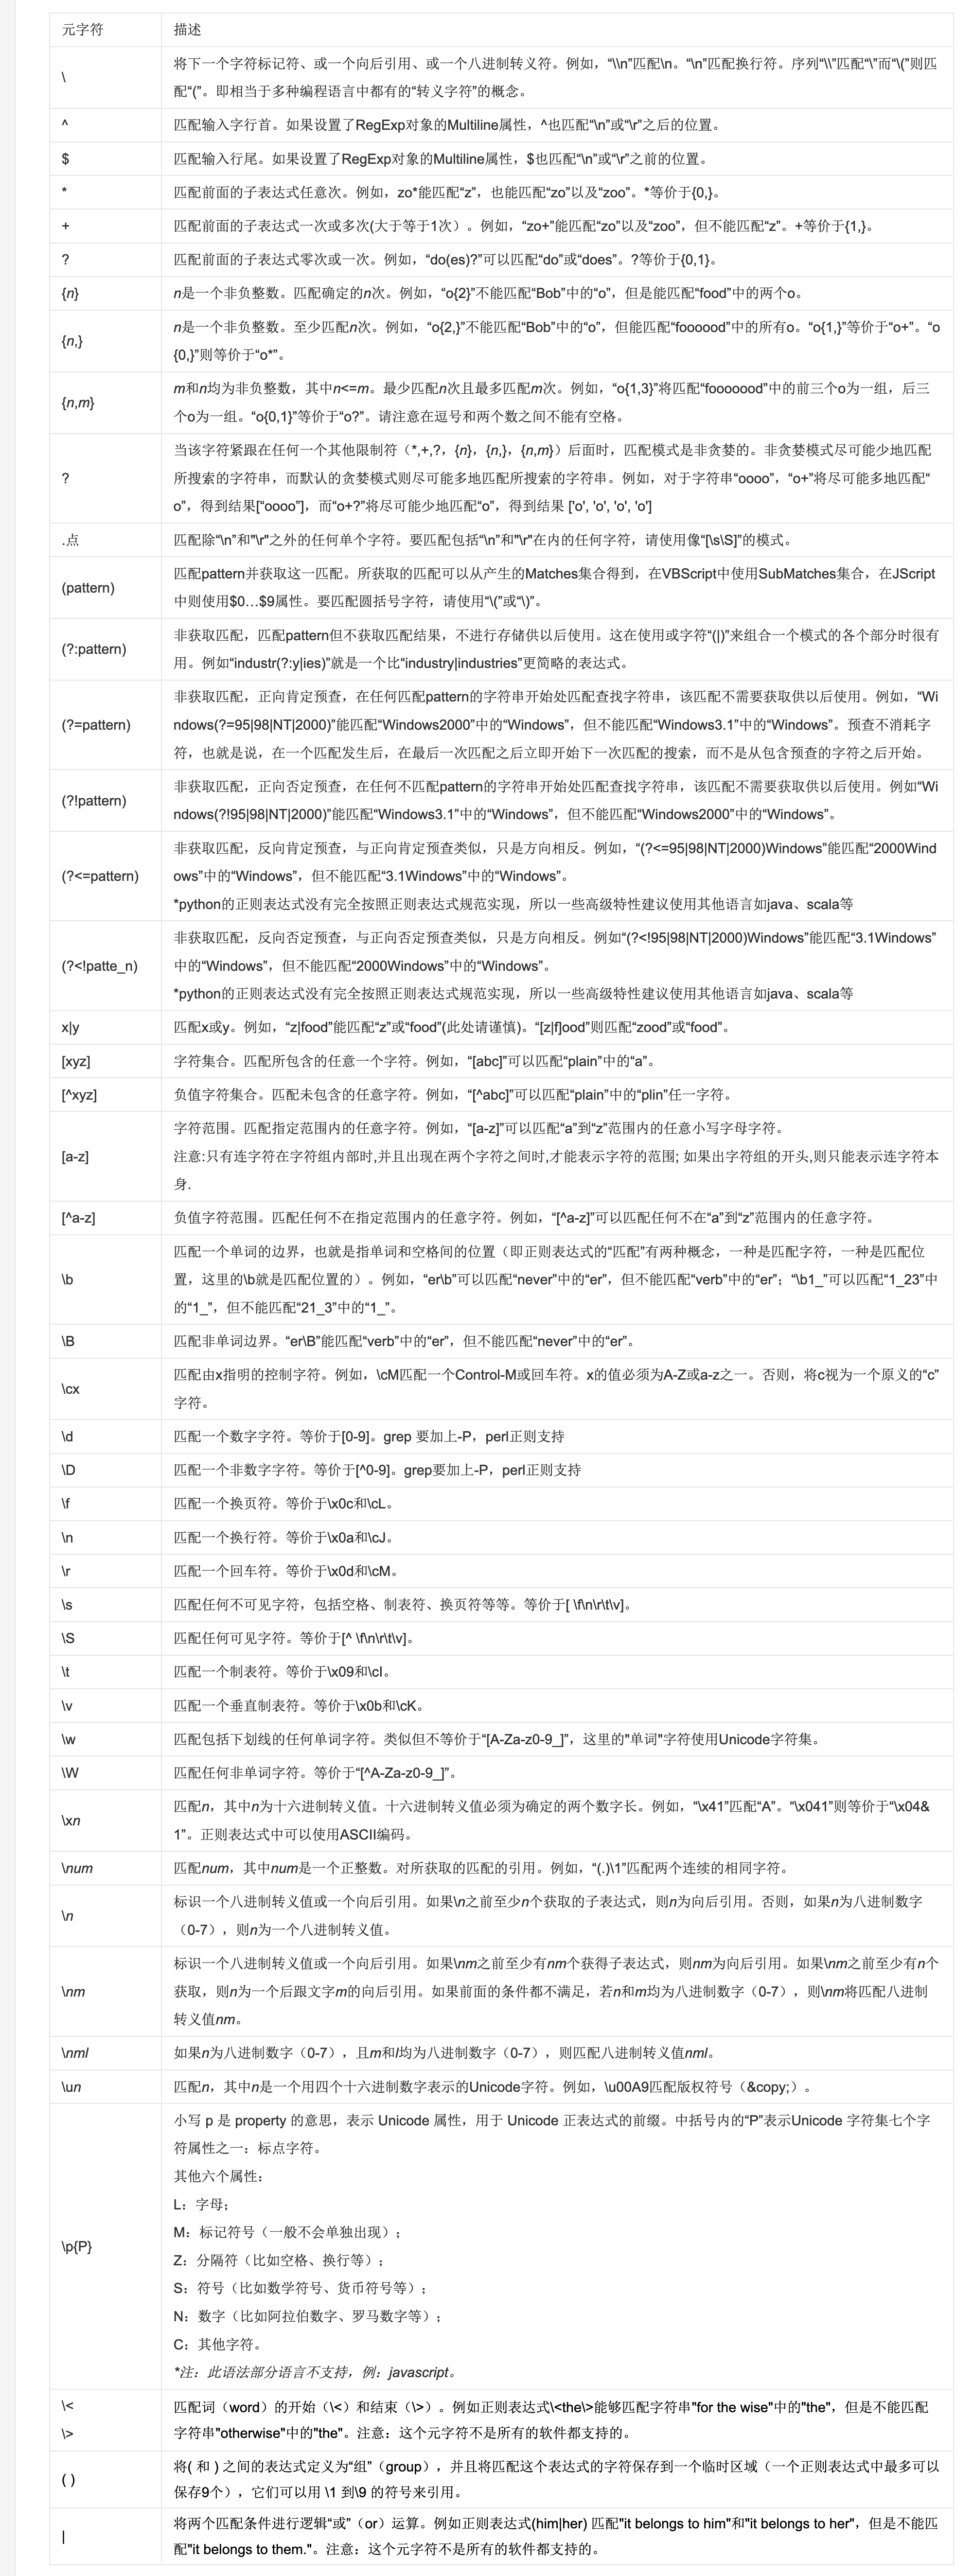 元字符 描述
\ 将下一个字符标记符、或一个向后引用、或一个八进制转义符。例如，“\\n”匹配\n。“\n”匹配换行符。序列“\\”匹配“\”而“\(”则匹
配“(”。即相当于多种编程语言中都有的“转义字符”的概念。
^ 匹配输入字行首。如果设置了RegExp对象的Multiline属性，^也匹配“\n”或“\r”之后的位置。
$ 匹配输入行尾。如果设置了RegExp对象的Multiline属性，$也匹配“\n”或“\r”之前的位置。
* 匹配前面的子表达式任意次。例如，zo*能匹配“z”，也能匹配“zo”以及“zoo”。*等价于{0,}。
+ 匹配前面的子表达式一次或多次(大于等于1次）。例如，“zo+”能匹配“zo”以及“zoo”，但不能匹配“z”。+等价于{1,}。
? 匹配前面的子表达式零次或一次。例如，“do(es)?”可以匹配“do”或“does”。?等价于{0,1}。
{n} n是一个非负整数。匹配确定的n次。例如，“o{2}”不能匹配“Bob”中的“o”，但是能匹配“food”中的两个o。
{n,} n是一个非负整数。至少匹配n次。例如，“o{2,}”不能匹配“Bob”中的“o”，但能匹配“foooood”中的所有o。“o{1,}”等价于“o+”。“o
{0,}”则等价于“o*”。
{n,m} m和n均为非负整数，其中n<=m。最少匹配n次且最多匹配m次。例如，“o{1,3}”将匹配“fooooood”中的前三个o为一组，后三
个o为一组。“o{0,1}”等价于“o?”。请注意在逗号和两个数之间不能有空格。
? 当该字符紧跟在任何一个其他限制符（*,+,?，{n}，{n,}，{n,m}）后面时，匹配模式是非贪婪的。非贪婪模式尽可能少地匹配
所搜索的字符串，而默认的贪婪模式则尽可能多地匹配所搜索的字符串。例如，对于字符串“oooo”，“o+”将尽可能多地匹配“
o”，得到结果[“oooo”]，而“o+?”将尽可能少地匹配“o”，得到结果 ['o', 'o', 'o', 'o']
.点 匹配除“\n”和"\r"之外的任何单个字符。要匹配包括“\n”和"\r"在内的任何字符，请使用像“[\s\S]”的模式。
(pattern) 匹配pattern并获取这一匹配。所获取的匹配可以从产生的Matches集合得到，在VBScript中使用SubMatches集合，在JScript
中则使用$0…$9属性。要匹配圆括号字符，请使用“\(”或“\)”。
(?:pattern) 非获取匹配，匹配pattern但不获取匹配结果，不进行存储供以后使用。这在使用或字符“(|)”来组合一个模式的各个部分时很有
用。例如“industr(?:y|ies)”就是一个比“industry|industries”更简略的表达式。
(?=pattern) 非获取匹配，正向肯定预查，在任何匹配pattern的字符串开始处匹配查找字符串，该匹配不需要获取供以后使用。例如，“Wi
ndows(?=95|98|NT|2000)”能匹配“Windows2000”中的“Windows”，但不能匹配“Windows3.1”中的“Windows”。预查不消耗字
符，也就是说，在一个匹配发生后，在最后一次匹配之后立即开始下一次匹配的搜索，而不是从包含预查的字符之后开始。
(?!pattern) 非获取匹配，正向否定预查，在任何不匹配pattern的字符串开始处匹配查找字符串，该匹配不需要获取供以后使用。例如“Wi
ndows(?!95|98|NT|2000)”能匹配“Windows3.1”中的“Windows”，但不能匹配“Windows2000”中的“Windows”。
(?<=pattern) 非获取匹配，反向肯定预查，与正向肯定预查类似，只是方向相反。例如，“(?<=95|98|NT|2000)Windows”能匹配“2000Wind
ows”中的“Windows”，但不能匹配“3.1Windows”中的“Windows”。
*python的正则表达式没有完全按照正则表达式规范实现，所以一些高级特性建议使用其他语言如java、scala等
(?<!patte_n) 非获取匹配，反向否定预查，与正向否定预查类似，只是方向相反。例如“(?<!95|98|NT|2000)Windows”能匹配“3.1Windows”
中的“Windows”，但不能匹配“2000Windows”中的“Windows”。
*python的正则表达式没有完全按照正则表达式规范实现，所以一些高级特性建议使用其他语言如java、scala等
x|y 匹配x或y。例如，“z|food”能匹配“z”或“food”(此处请谨慎)。“[z|f]ood”则匹配“zood”或“food”。
[xyz] 字符集合。匹配所包含的任意一个字符。例如，“[abc]”可以匹配“plain”中的“a”。
[^xyz] 负值字符集合。匹配未包含的任意字符。例如，“[^abc]”可以匹配“plain”中的“plin”任一字符。
[a-z] 字符范围。匹配指定范围内的任意字符。例如，“[a-z]”可以匹配“a”到“z”范围内的任意小写字母字符。
注意:只有连字符在字符组内部时,并且出现在两个字符之间时,才能表示字符的范围; 如果出字符组的开头,则只能表示连字符本
身.
[^a-z] 负值字符范围。匹配任何不在指定范围内的任意字符。例如，“[^a-z]”可以匹配任何不在“a”到“z”范围内的任意字符。
\b 匹配一个单词的边界，也就是指单词和空格间的位置（即正则表达式的“匹配”有两种概念，一种是匹配字符，一种是匹配位
置，这里的\b就是匹配位置的）。例如，“er\b”可以匹配“never”中的“er”，但不能匹配“verb”中的“er”；“\b1_”可以匹配“1_23”中
的“1_”，但不能匹配“21_3”中的“1_”。
\B 匹配非单词边界。“er\B”能匹配“verb”中的“er”，但不能匹配“never”中的“er”。
\cx 匹配由x指明的控制字符。例如，\cM匹配一个Control-M或回车符。x的值必须为A-Z或a-z之一。否则，将c视为一个原义的“c”
字符。
\d 匹配一个数字字符。等价于[0-9]。grep 要加上-P，perl正则支持
\D 匹配一个非数字字符。等价于[^0-9]。grep要加上-P，perl正则支持
\f 匹配一个换页符。等价于\x0c和\cL。
\n 匹配一个换行符。等价于\x0a和\cJ。
\r 匹配一个回车符。等价于\x0d和\cM。
\s 匹配任何不可见字符，包括空格、制表符、换页符等等。等价于[ \f\n\r\t\v]。
\S 匹配任何可见字符。等价于[^ \f\n\r\t\v]。
\t 匹配一个制表符。等价于\x09和\cI。
\v 匹配一个垂直制表符。等价于\x0b和\cK。
\w 匹配包括下划线的任何单词字符。类似但不等价于“[A-Za-z0-9_]”，这里的"单词"字符使用Unicode字符集。
\W 匹配任何非单词字符。等价于“[^A-Za-z0-9_]”。
\xn 匹配n，其中n为十六进制转义值。十六进制转义值必须为确定的两个数字长。例如，“\x41”匹配“A”。“\x041”则等价于“\x04&
1”。正则表达式中可以使用ASCII编码。
\num 匹配num，其中num是一个正整数。对所获取的匹配的引用。例如，“(.)\1”匹配两个连续的相同字符。
\n 标识一个八进制转义值或一个向后引用。如果\n之前至少n个获取的子表达式，则n为向后引用。否则，如果n为八进制数字
（0-7），则n为一个八进制转义值。
\nm 标识一个八进制转义值或一个向后引用。如果\nm之前至少有nm个获得子表达式，则nm为向后引用。如果\nm之前至少有n个
获取，则n为一个后跟文字m的向后引用。如果前面的条件都不满足，若n和m均为八进制数字（0-7），则\nm将匹配八进制
转义值nm。
\nml 如果n为八进制数字（0-7），且m和l均为八进制数字（0-7），则匹配八进制转义值nml。
\un 匹配n，其中n是一个用四个十六进制数字表示的Unicode字符。例如，\u00A9匹配版权符号（&copy;）。
\p{P} 小写 p 是 property 的意思，表示 Unicode 属性，用于 Unicode 正表达式的前缀。中括号内的“P”表示Unicode 字符集七个字
符属性之一：标点字符。
其他六个属性：
L：字母；
M：标记符号（一般不会单独出现）；
Z：分隔符（比如空格、换行等）；
S：符号（比如数学符号、货币符号等）；
N：数字（比如阿拉伯数字、罗马数字等）；
C：其他字符。
*注：此语法部分语言不支持，例：javascript。
\< 匹配词（word）的开始（\<）和结束（\>）。例如正则表达式\<the\>能够匹配字符串"for the wise"中的"the"，但是不能匹配
\> 字符串"otherwise"中的"the"。注意：这个元字符不是所有的软件都支持的。
( ) 将( 和 ) 之间的表达式定义为“组”（group），并且将匹配这个表达式的字符保存到一个临时区域（一个正则表达式中最多可以
保存9个），它们可以用 \1 到\9 的符号来引用。
| 将两个匹配条件进行逻辑“或”（or）运算。例如正则表达式(him|her) 匹配"it belongs to him"和"it belongs to her"，但是不能匹
配"it belongs to them."。注意：这个元字符不是所有的软件都支持的。